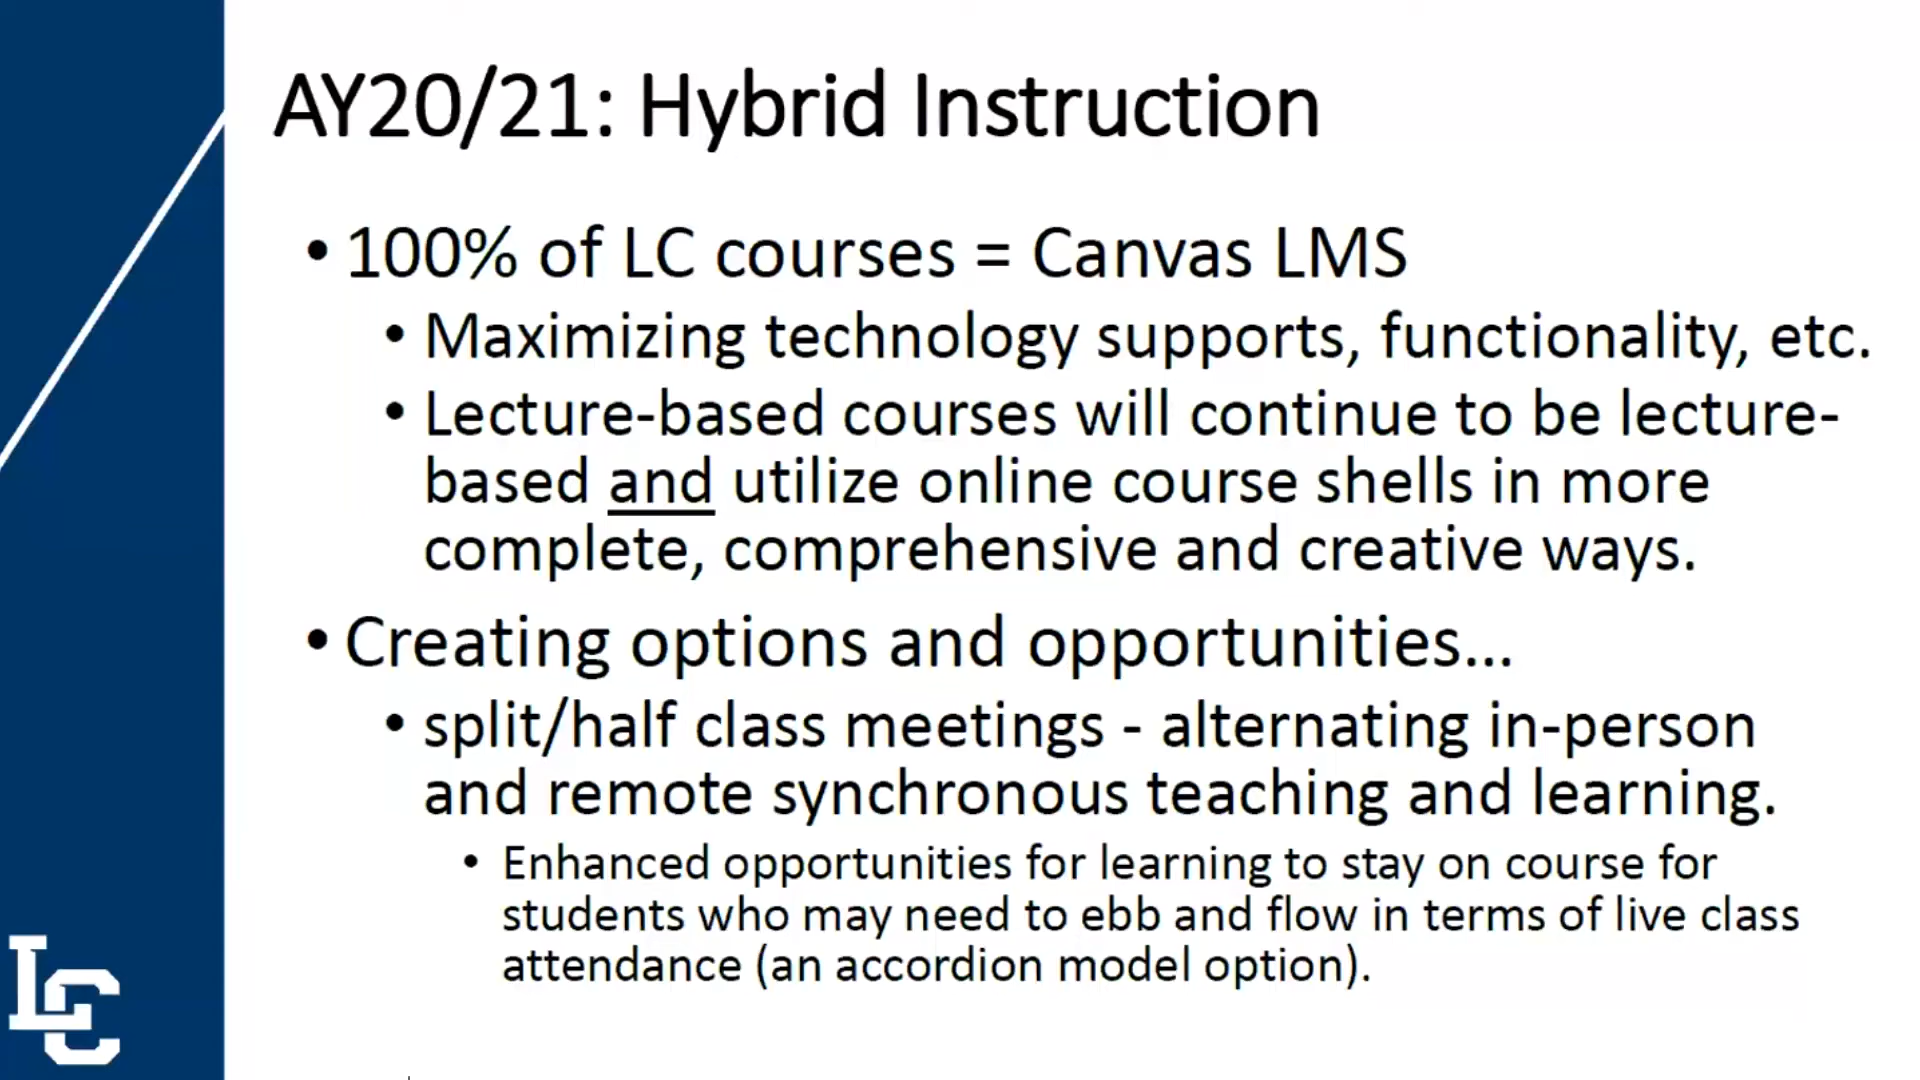 AY20/21: Hybrid Instruction
• 100% of LC courses = Canvas LMS
• Maximizing technology supports, functionality, etc.
• Lecture-based courses will continue to be lecture-
based and utilize online course shells in more
complete, comprehensive and creative ways.
• Creating options and opportunities…
• split/half class meetings - alternating in-person
and remote synchronous teaching and learning.
• Enhanced opportunities for learning to stay on course for
students who may need to ebb and flow in terms of live class
attendance (an accordion model option).
LC